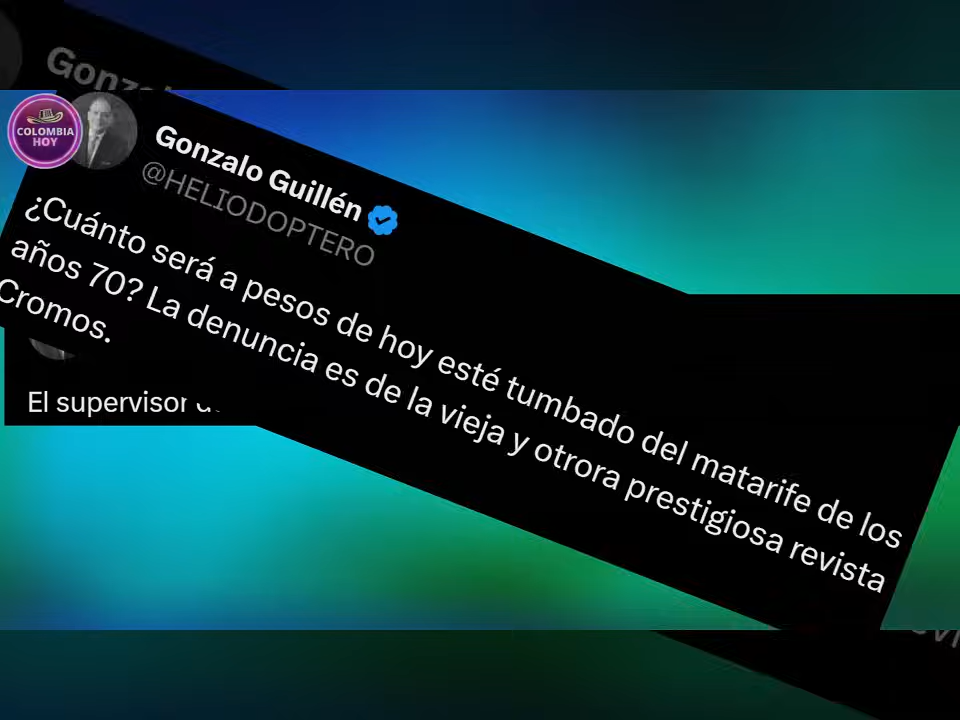 COLOMBIA
HOY
Gonzalo Guillén
@HELIODOPTERO
¿Cuánto será a pesos de hoy esté tumbado del matarife de los
años 70? La denuncia es de la vieja y otrora prestigiosa revista
Cromos.
El supervisor